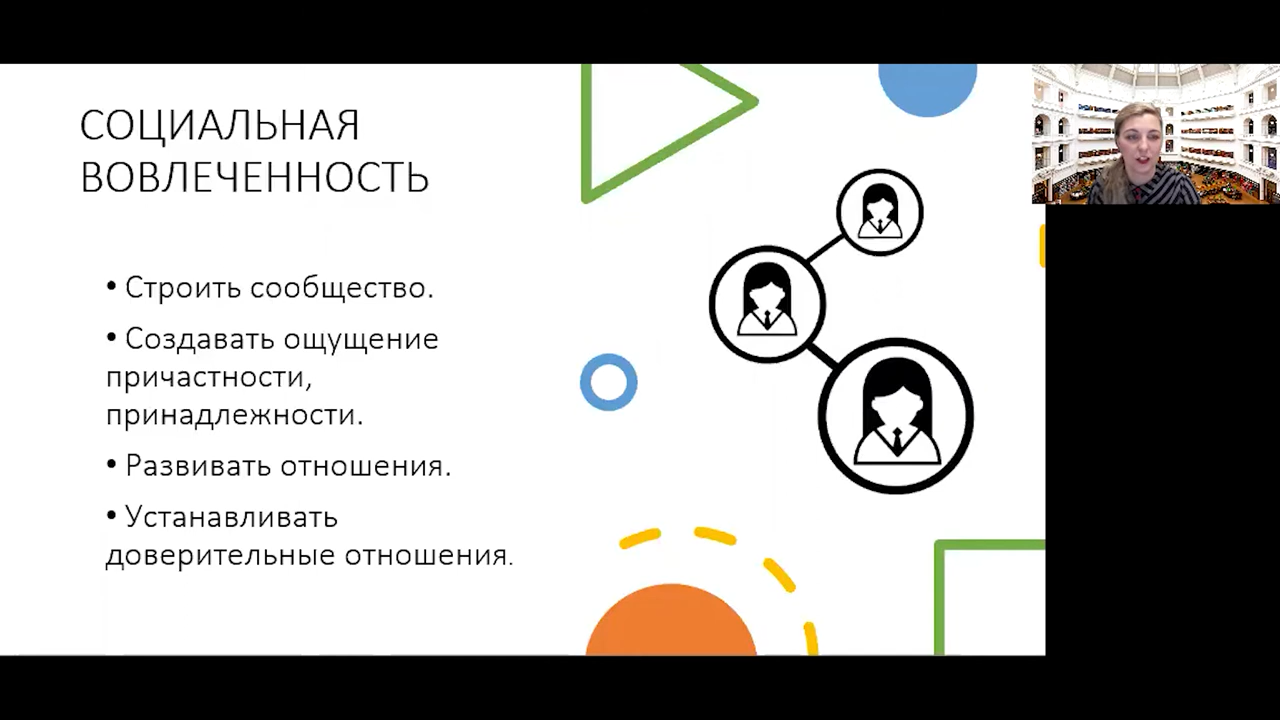 СОЦИАЛЬНАЯ
ВОВЛЕЧЕННОСТЬ
• Строить сообщество.
• Создавать ощущение
причастности,
принадлежности.
• Развивать отношения.
• Устанавливать
доверительные отношения.